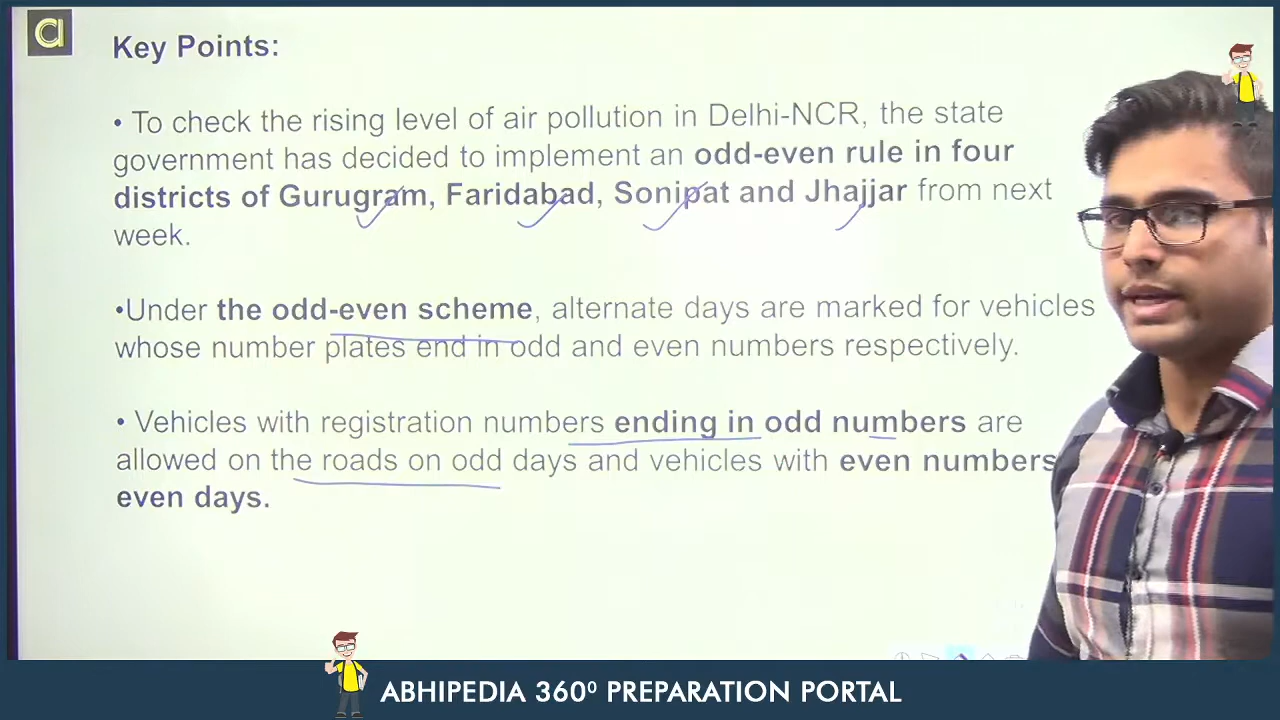 a
Key Points:
• To check the rising level of air pollution in Delhi-NCR, the state
government has decided to implement an odd-even rule in four
districts of Gurugram, Faridabad, Sonipat and Jhajjar from next
week.
•Under the odd-even scheme, alternate days are marked for vehicles
whose number plates end in odd and even numbers respectively.
• Vehicles with registration numbers ending in odd numbers are
allowed on the roads on odd days and vehicles with even numbers
even days.
ABHIPEDIA 360⁰ PREPARATION PORTAL